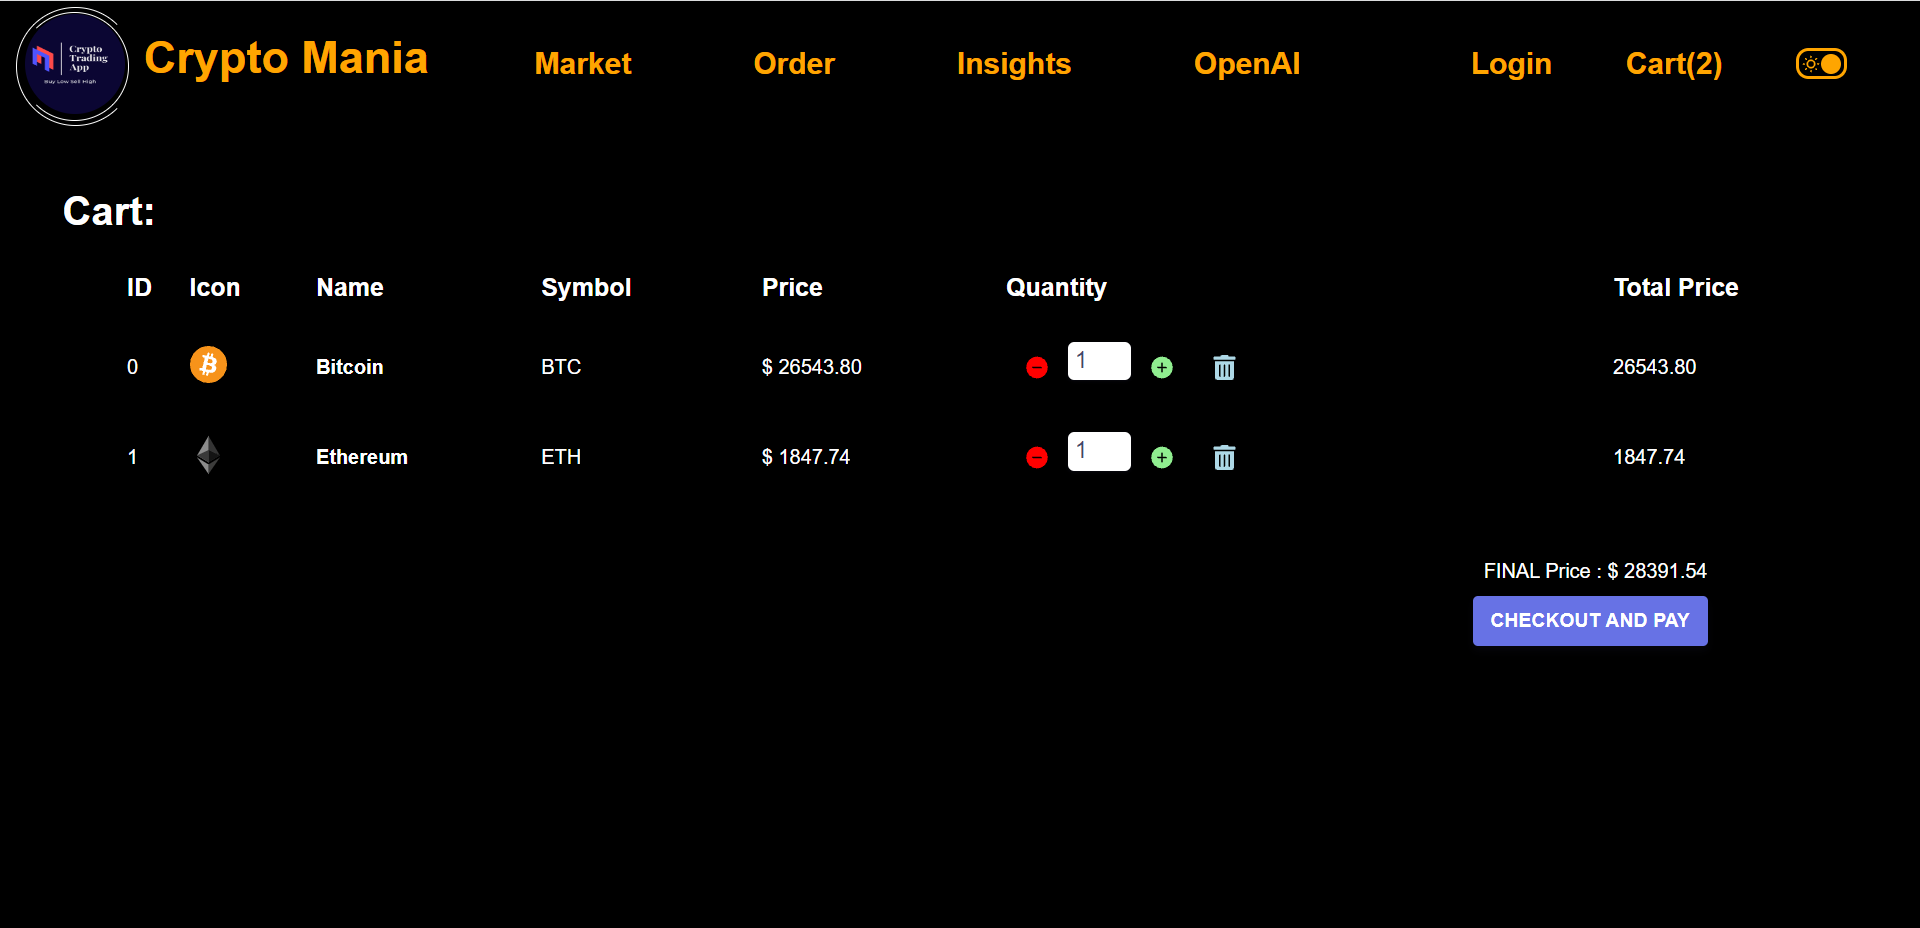 Crypto
Trading
App
Buy Low Sell High
Crypto Mania Market Order Insights OpenAI Login Cart(2)
Cart:
ID Icon Name Symbol Price Quantity Total Price
0 Bitcoin BTC $ 26543.80 1 26543.80
1 Ethereum ETH $ 1847.74 1 1847.74
FINAL Price : $ 28391.54
CHECKOUT AND PAY